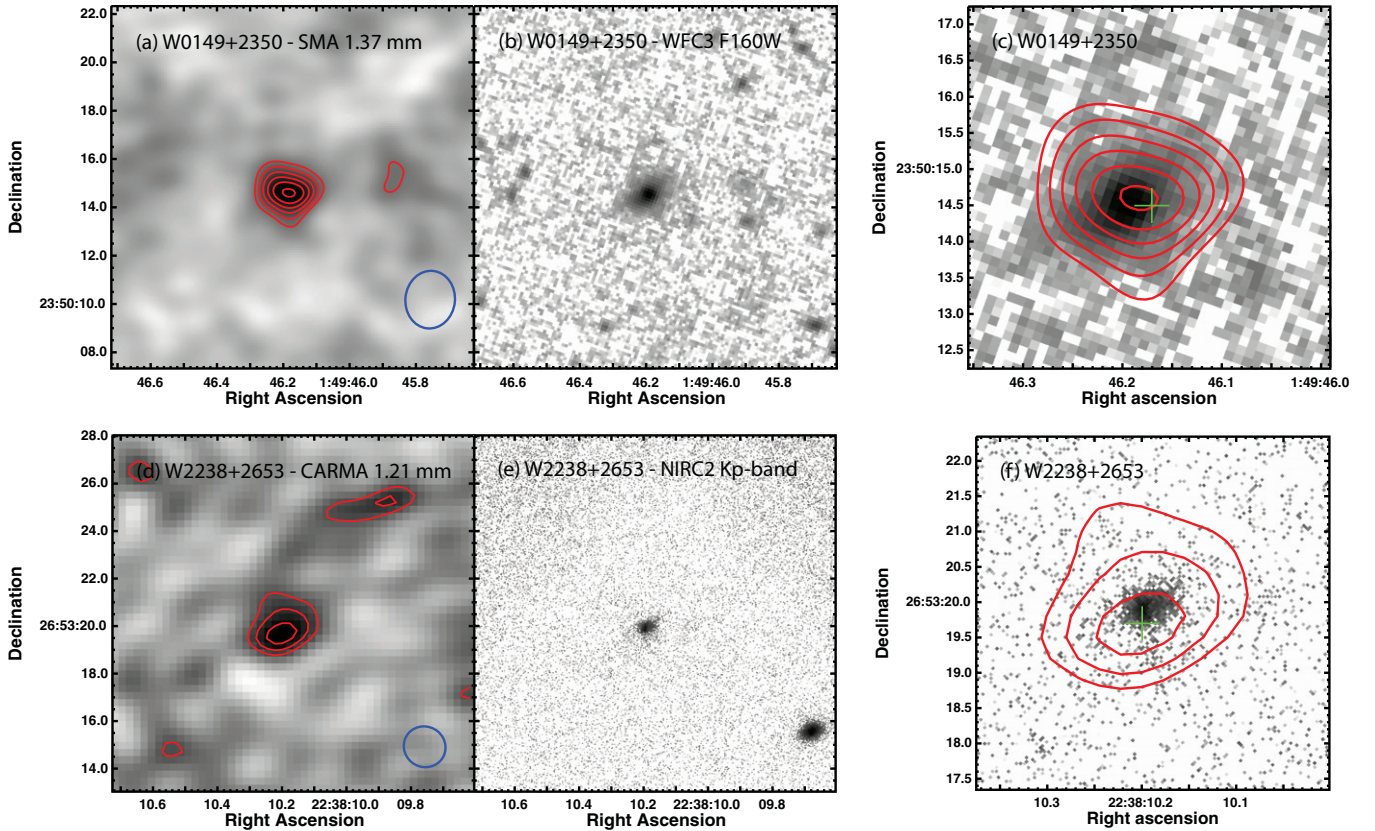 (a) W0149+2350 - SMA 1.37 mm
22.0
20.0
18.0
16.0
14.0
12.0
23:50:10.0
08.0
Declination
46.6 46.4 46.2 1:49:46.0 45.8
Right Ascension
(b) W0149+2350 - WFC3 F160W
46.6 46.4 46.2 1:49:46.0 45.8
Right Ascension
(c) W0149+2350
17.0
16.5
16.0
15.5
23:50:15.0
14.5
14.0
13.5
13.0
12.5
Declination
46.3 46.2 46.1 1:49:46.0
Right ascension
(d) W2238+2653 - CARMA 1.21 mm
28.0
26.0
24.0
22.0
26:53:20.0
18.0
16.0
14.0
Declination
10.6 10.4 10.2 22:38:10.0 09.8
Right Ascension
(e) W2238+2653 - NIRC2 Kp-band
10.6 10.4 10.2 22:38:10.0 09.8
Right Ascension
(f) W2238+2653
22.0
21.5
21.0
20.5
26:53:20.0
19.5
19.0
18.5
18.0
17.5
Declination
10.3 22:38:10.2 10.1
Right ascension